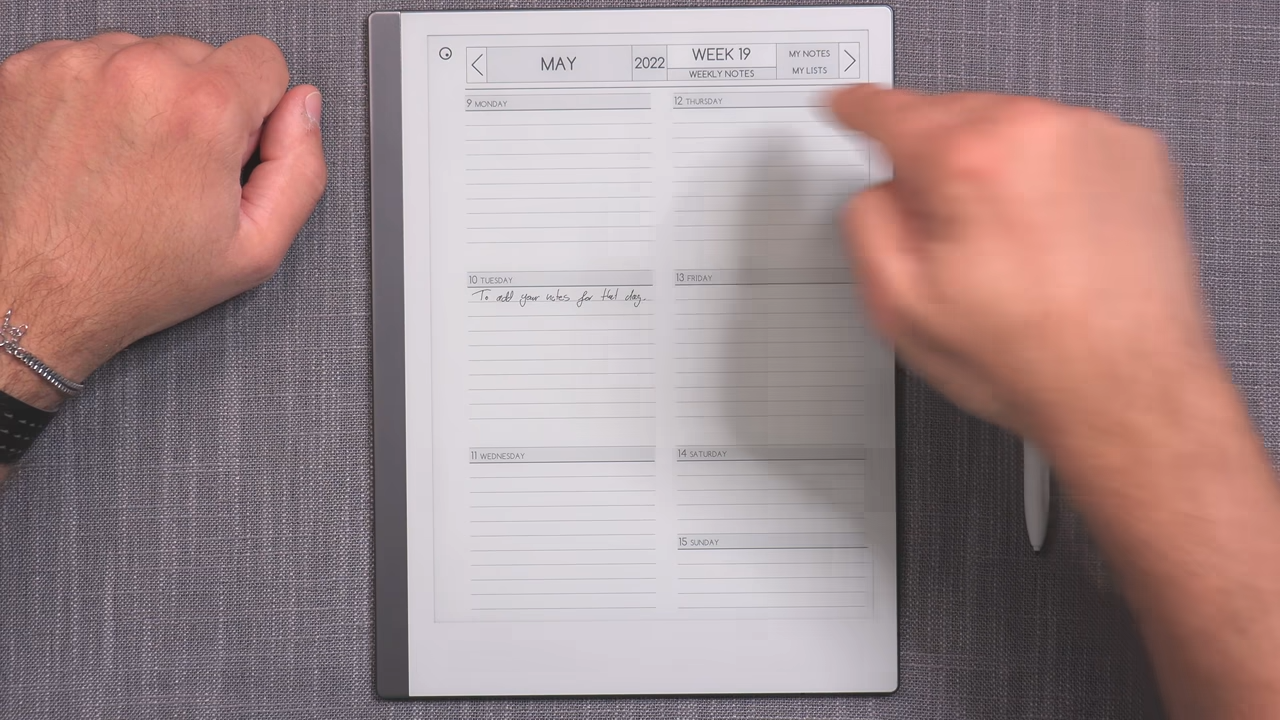 MAY 2022 WEEK 19 MY NOTES
WEEKLY NOTES MY LISTS
9 MONDAY
10 TUESDAY
To add your notes for that day.
11 WEDNESDAY
12 THURSDAY
13 FRIDAY
14 SATURDAY
15 SUNDAY